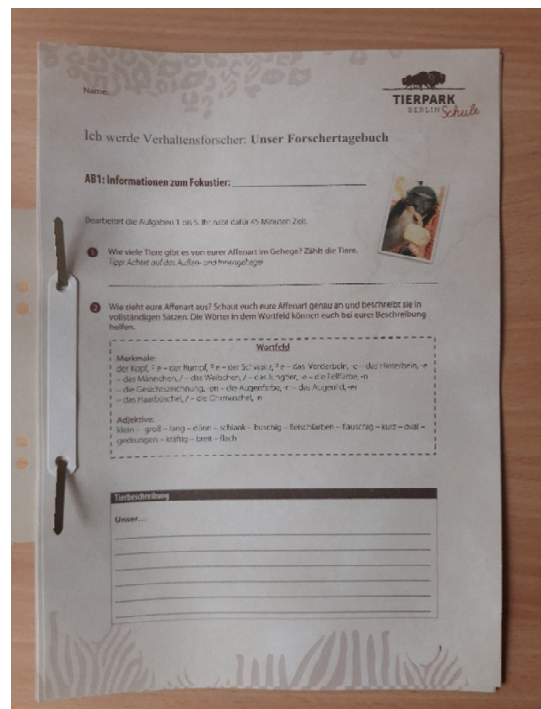 Name:
TIERPARK
BERLIN Schule
Ich werde Verhaltensforscher: Unser Forschertagebuch
AB1: Informationen zum Fokustier:
Bearbeitet die Aufgaben 1 bis 5. Ihr habt dafür 45 Minuten Zeit.
1 Wie viele Tiere gibt es von eurer Affenart im Gehege? Zählt die Tiere.
Tipp: Achtet auf das Außen- und Innengehege!
2 Wie sieht eure Affenart aus? Schaut euch eure Affenart genau an und beschreibt sie in
vollständigen Sätzen. Die Wörter in dem Wortfeld können euch bei eurer Beschreibung
helfen.
Wortfeld
Merkmale:
der Kopf, ⸚e – der Rumpf, ⸚e – der Schwanz, ⸚e – das Vorderbein, -e – das Hinterbein, -e
– das Männchen, / – das Weibchen, / – das Jungtier, -e – die Fellfarbe, -n
– die Gesichtszeichnung, -en – die Augenfarbe, -n – das Augenlid, -er
– das Haarbüschel, / – die Ohrmuschel, -n
Adjektive:
klein – groß – lang – dünn – schlank – buschig – fleischfarben – flauschig – kurz – oval –
gedrungen – kräftig – breit – flach
Tierbeschreibung
Unser...
1